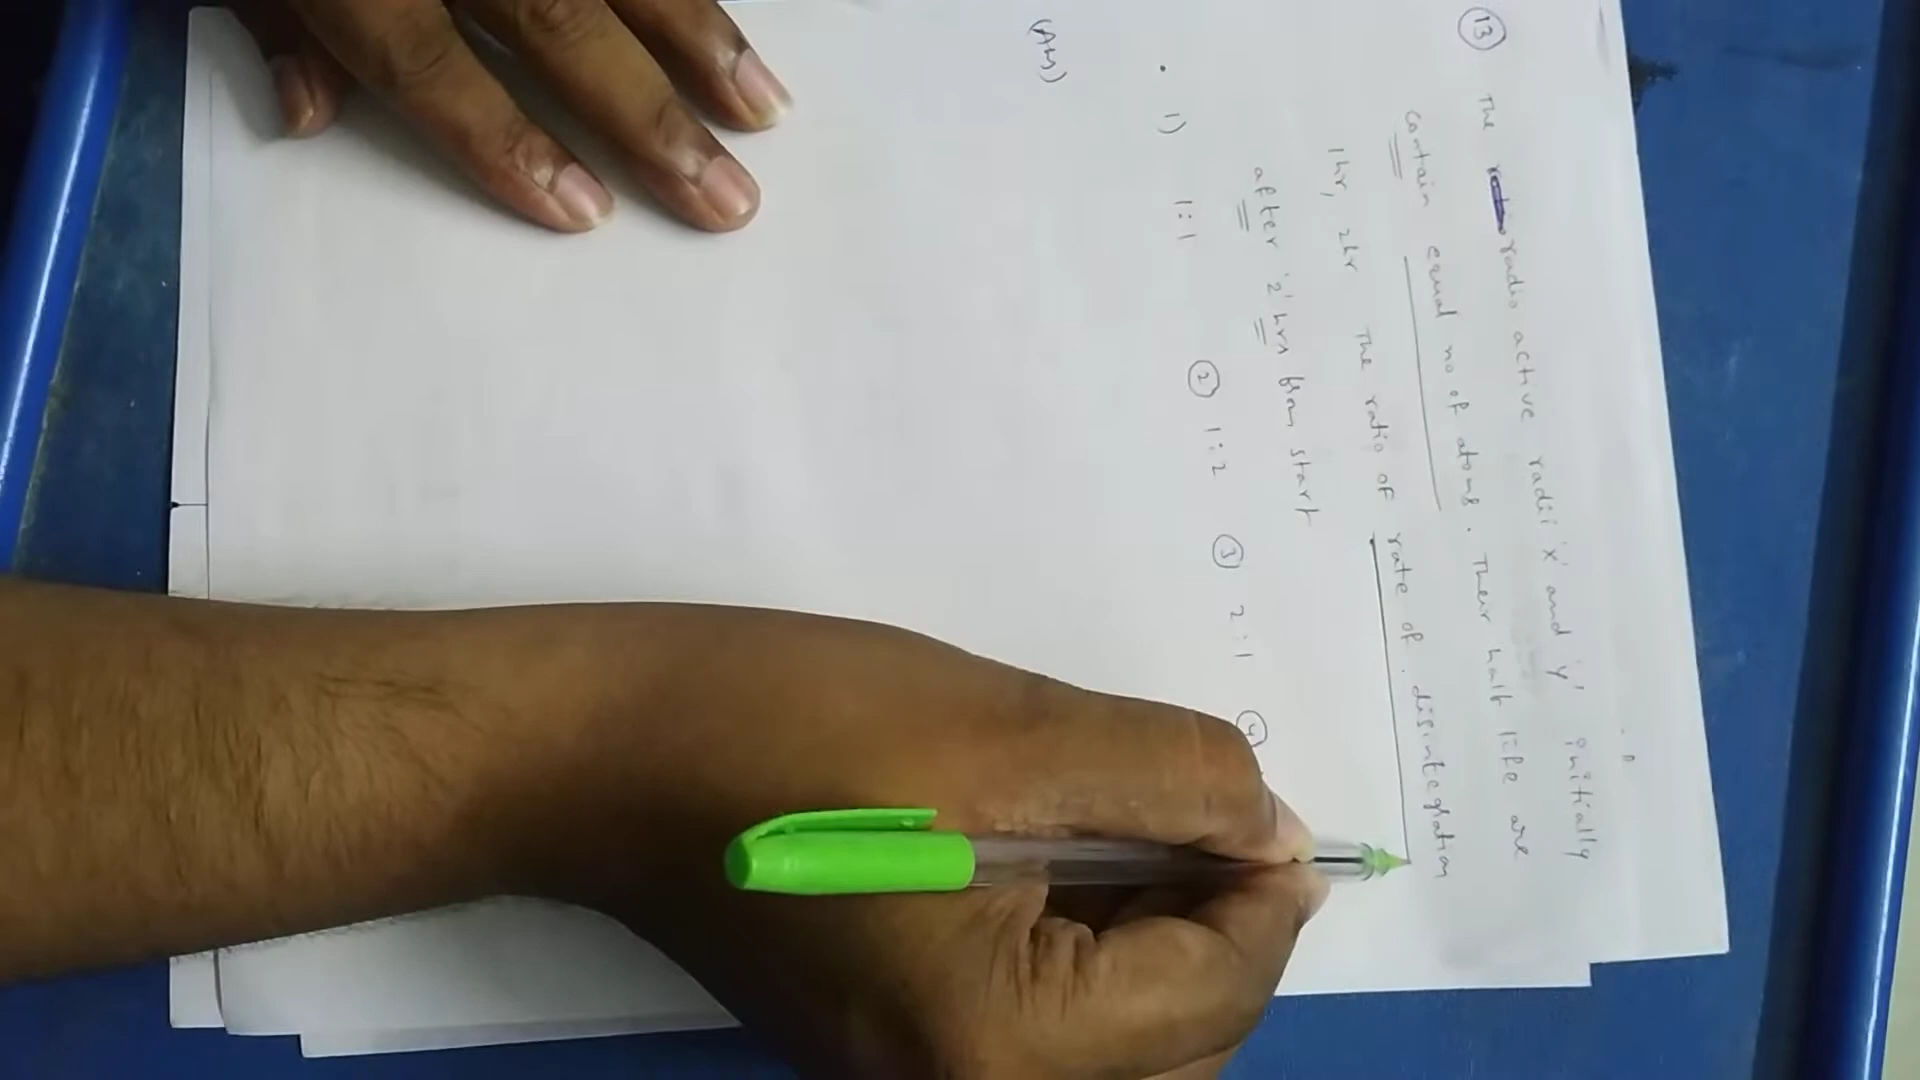 13 The radio active radii 'x' and 'y' initially
contain equal no of atoms. Their half life are
1hr, 2hr The ratio of rate of disintegration
after '2' hrs from start
1) 1:1 2 1:2 3 2:1 4
(Ans)